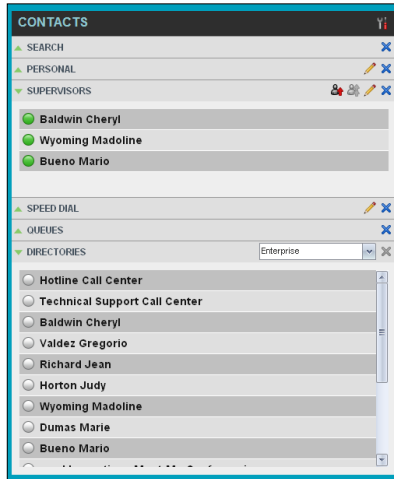 CONTACTS
SEARCH
PERSONAL
SUPERVISORS
Baldwin Cheryl
Wyoming Madoline
Bueno Mario
SPEED DIAL
QUEUES
DIRECTORIES Enterprise
Hotline Call Center
Technical Support Call Center
Baldwin Cheryl
Valdez Gregorio
Richard Jean
Horton Judy
Wyoming Madoline
Dumas Marie
Bueno Mario